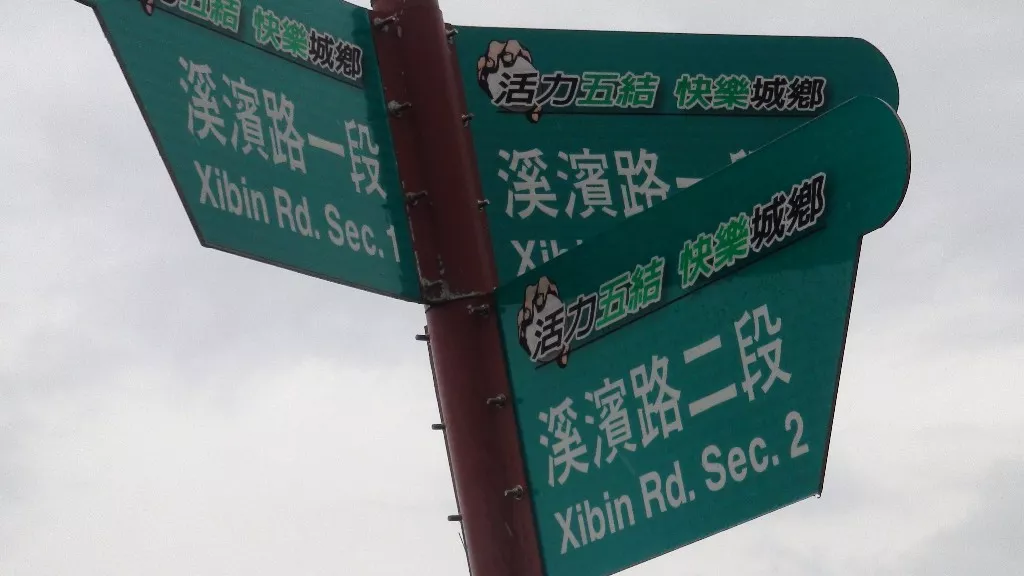 五結 快樂城鄉
溪濱路一段
Xibin Rd. Sec.1
活力五結 快樂城鄉
溪濱路一
Xi
活力五結 快樂城鄉
溪濱路二段
Xibin Rd. Sec. 2